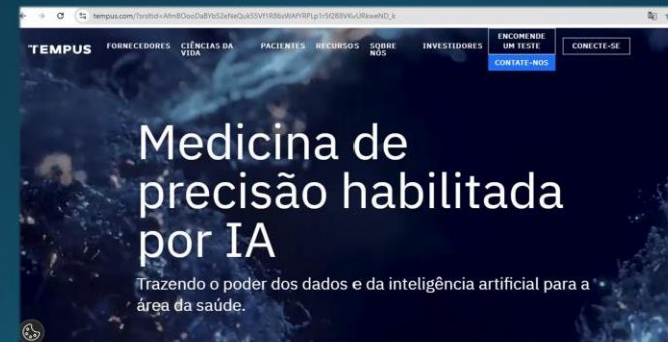 tempus.com/?srsltid=AfmBOooDaBYbS2eNeQuk5SVf1R86xWAfYRPLp1r5f2B8VKvURkweND_k
TEMPUS
FORNECEDORES CIÊNCIAS DA VIDA PACIENTES RECURSOS SOBRE NÓS INVESTIDORES
ENCOMENDE UM TESTE
CONECTE-SE
CONTATE-NOS
Medicina de
precisão habilitada
por IA
Trazendo o poder dos dados e da inteligência artificial para a
área da saúde.